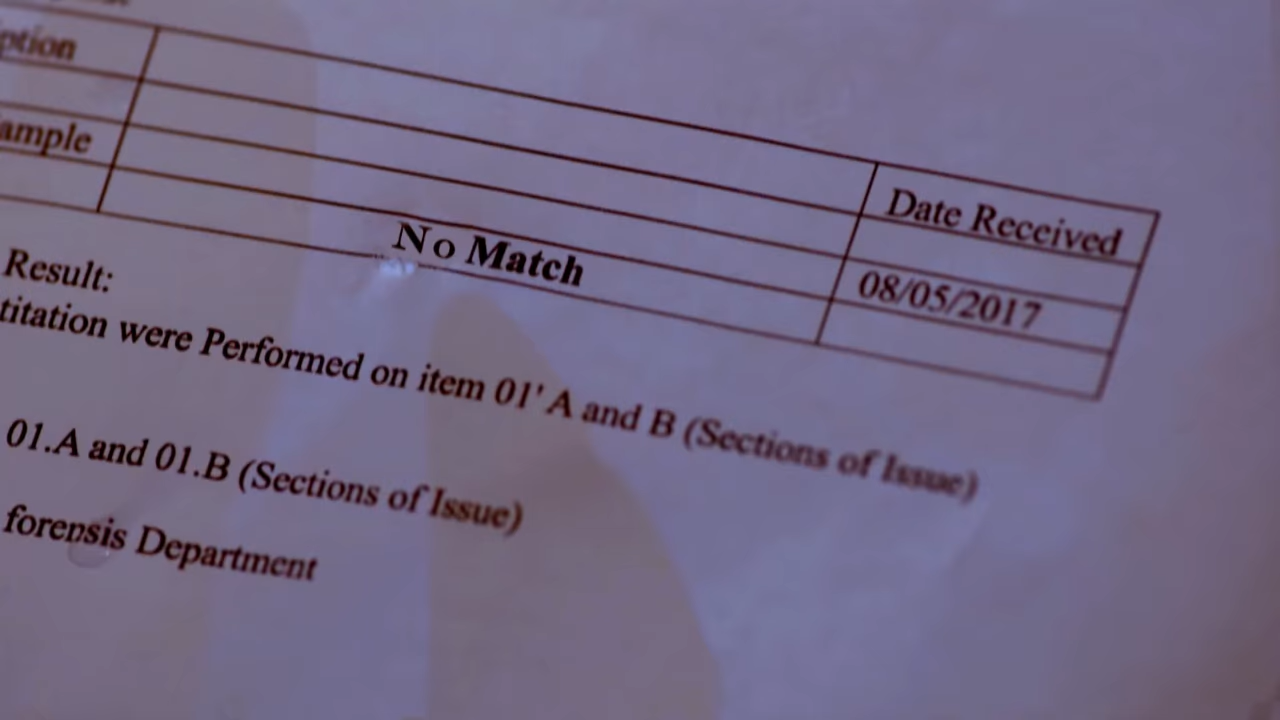 ption
Date Received
ample
08/05/2017
No Match
Result:
titation were Performed on item 01' A and B (Sections of Issue)
01.A and 01.B (Sections of Issue)
forensis Department